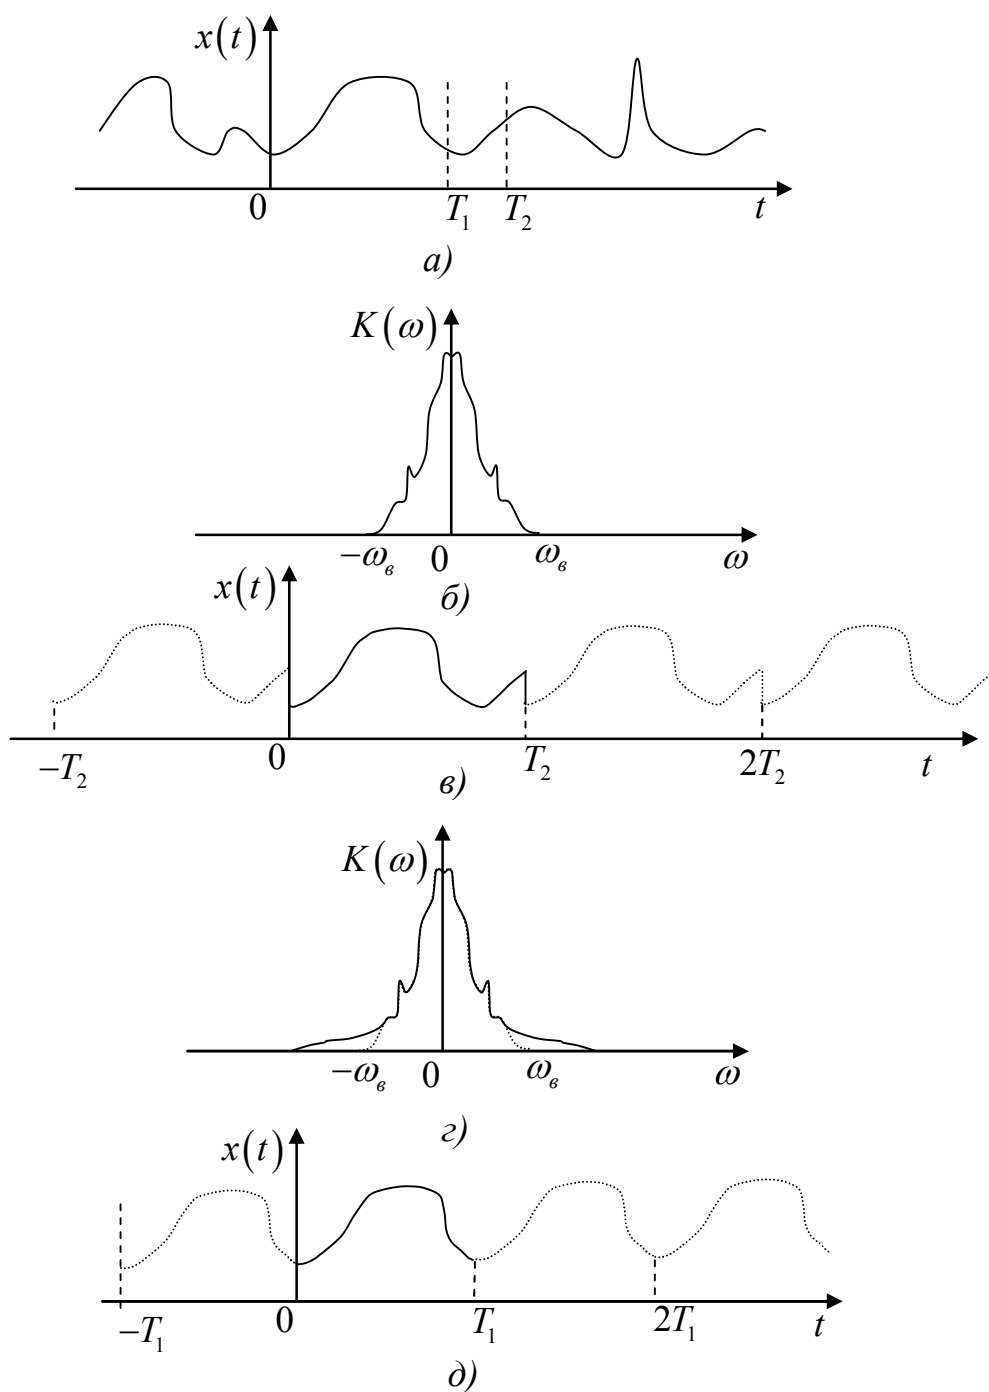 x(t)
0 T₁ T₂ t
а)
K(ω)
−ωв 0 ωв ω
б)
x(t)
−T₂ 0 T₂ 2T₂ t
в)
K(ω)
−ωв 0 ωв ω
г)
x(t)
−T₁ 0 T₁ 2T₁ t
д)